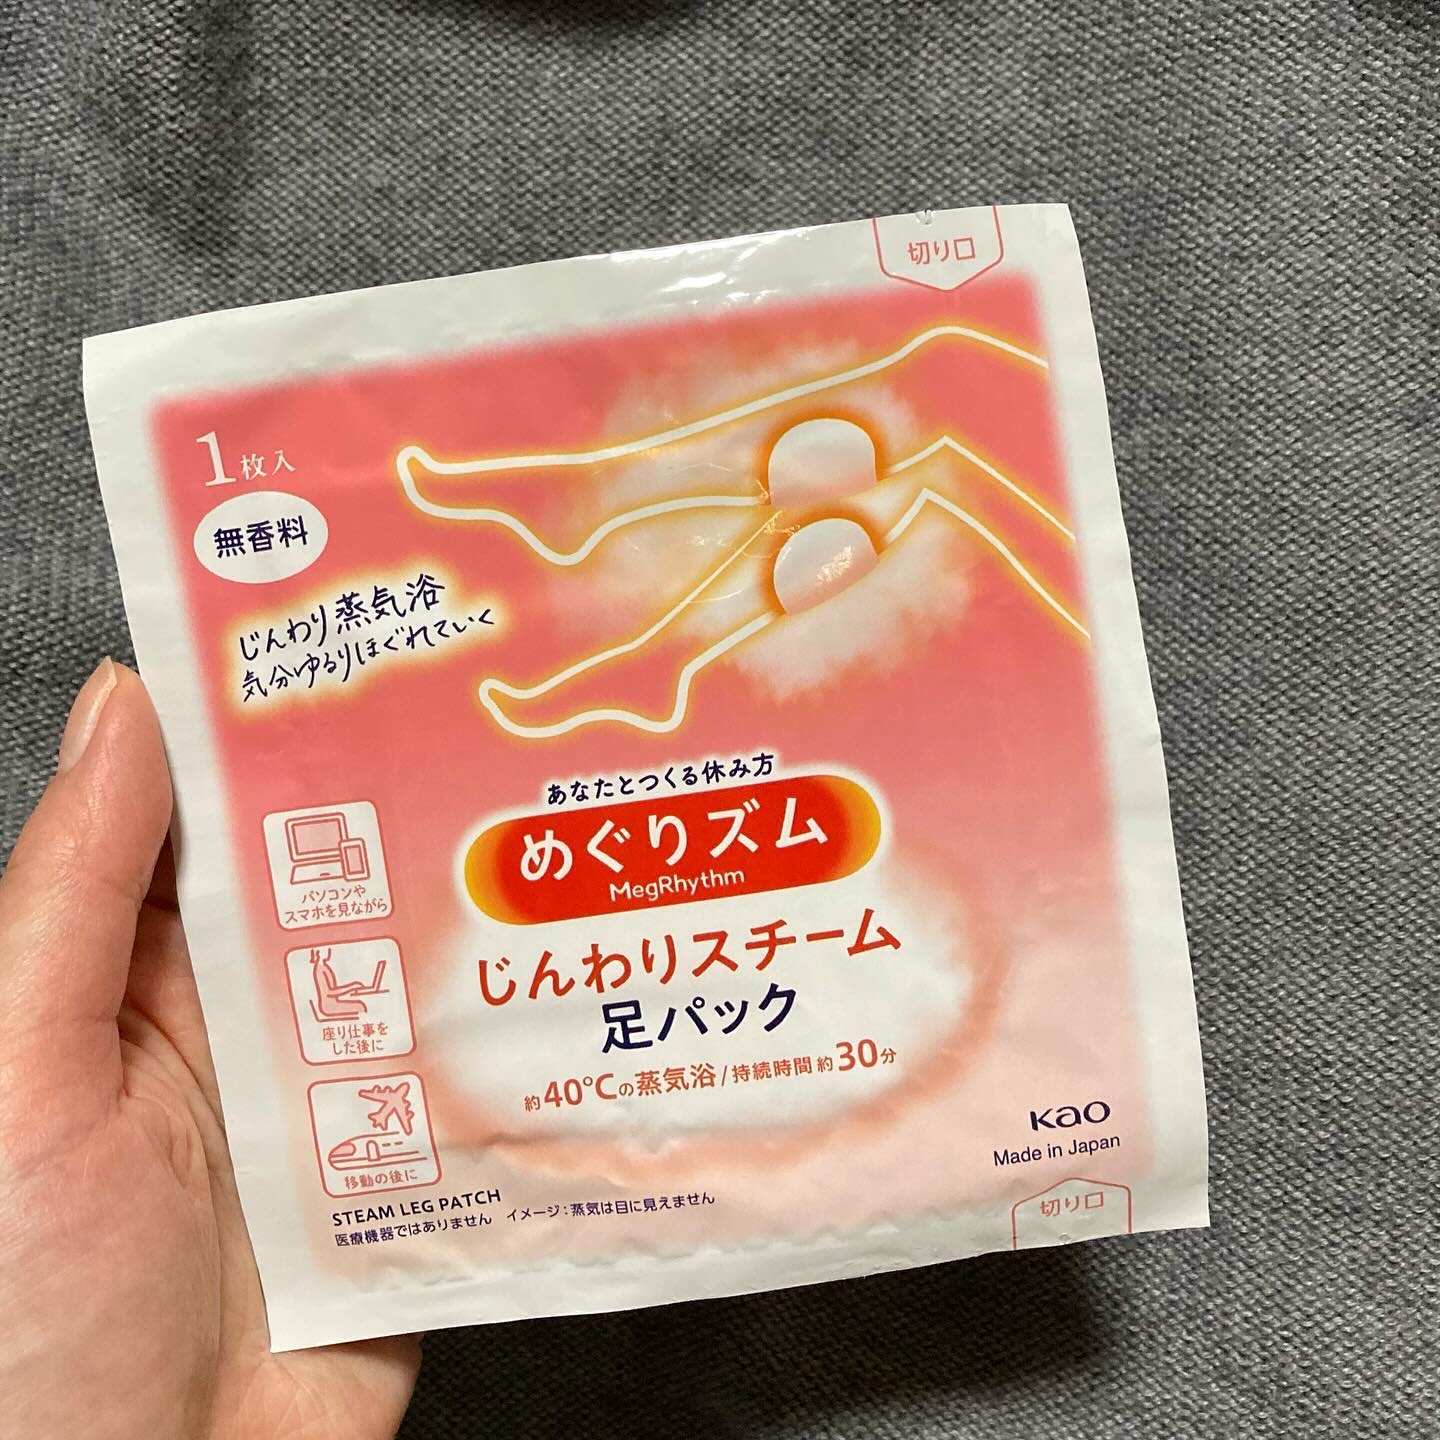 切り口
1枚入
無香料
じんわり蒸気浴
気分ゆるりほぐれていく
あなたとつくる休み方
めぐりズム
MegRhythm
じんわりスチーム
足パック
約40℃の蒸気浴/持続時間 約30分
パソコンや
スマホを見ながら
座り仕事を
した後に
移動の後に
Kao
Made in Japan
STEAM LEG PATCH
医療機器ではありません イメージ:蒸気は目に見えません
切り口